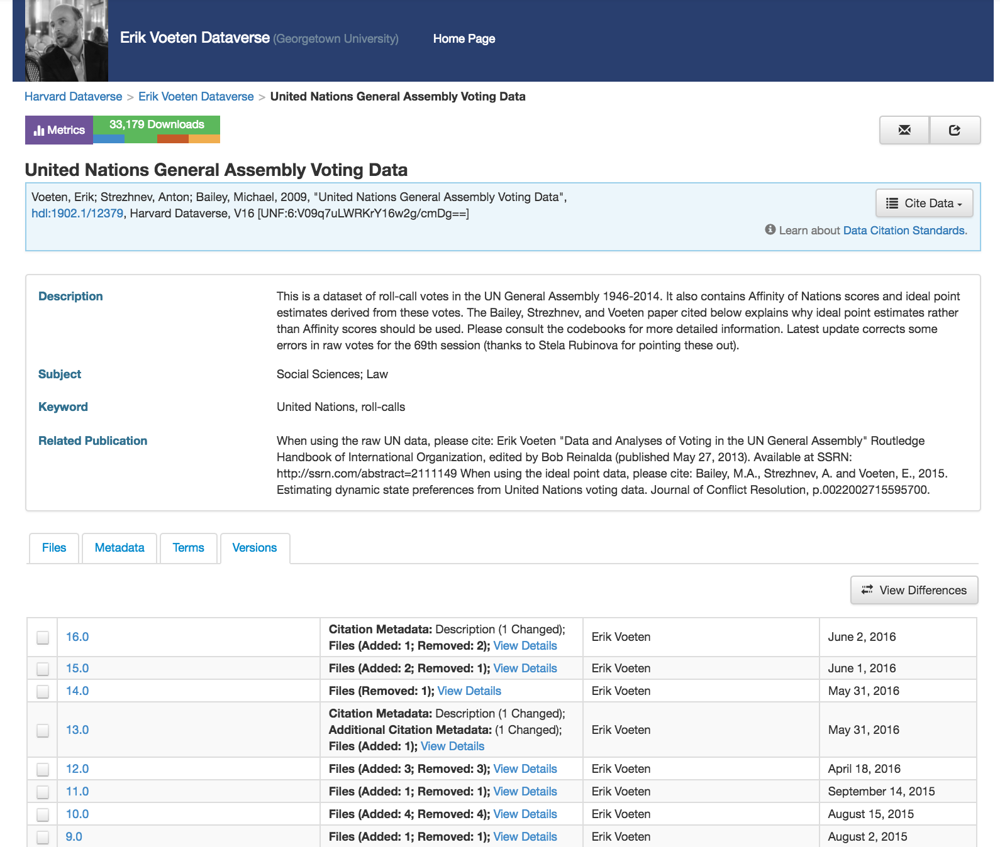 Erik Voeten Dataverse (Georgetown University) Home Page
Harvard Dataverse > Erik Voeten Dataverse > United Nations General Assembly Voting Data
Metrics 33,179 Downloads
United Nations General Assembly Voting Data
Voeten, Erik; Strezhnev, Anton; Bailey, Michael, 2009, "United Nations General Assembly Voting Data",
hdl:1902.1/12379, Harvard Dataverse, V16 [UNF:6:V09q7uLWRKrY16w2g/cmDg==]
Cite Data
Learn about Data Citation Standards.
Description
This is a dataset of roll-call votes in the UN General Assembly 1946-2014. It also contains Affinity of Nations scores and ideal point
estimates derived from these votes. The Bailey, Strezhnev, and Voeten paper cited below explains why ideal point estimates rather
than Affinity scores should be used. Please consult the codebooks for more detailed information. Latest update corrects some
errors in raw votes for the 69th session (thanks to Stela Rubinova for pointing these out).
Subject
Social Sciences; Law
Keyword
United Nations, roll-calls
Related Publication
When using the raw UN data, please cite: Erik Voeten "Data and Analyses of Voting in the UN General Assembly" Routledge
Handbook of International Organization, edited by Bob Reinalda (published May 27, 2013). Available at SSRN:
http://ssrn.com/abstract=2111149 When using the ideal point data, please cite: Bailey, M.A., Strezhnev, A. and Voeten, E., 2015.
Estimating dynamic state preferences from United Nations voting data. Journal of Conflict Resolution, p.0022002715595700.
Files Metadata Terms Versions
View Differences
16.0
Citation Metadata: Description (1 Changed);
Files (Added: 1; Removed: 2); View Details
Erik Voeten
June 2, 2016
15.0 Files (Added: 2; Removed: 1); View Details Erik Voeten June 1, 2016
14.0 Files (Removed: 1); View Details Erik Voeten May 31, 2016
13.0
Citation Metadata: Description (1 Changed);
Additional Citation Metadata: (1 Changed);
Files (Added: 1); View Details
Erik Voeten
May 31, 2016
12.0 Files (Added: 3; Removed: 3); View Details Erik Voeten April 18, 2016
11.0 Files (Added: 1; Removed: 1); View Details Erik Voeten September 14, 2015
10.0 Files (Added: 4; Removed: 4); View Details Erik Voeten August 15, 2015
9.0 Files (Added: 1; Removed: 1); View Details Erik Voeten August 2, 2015